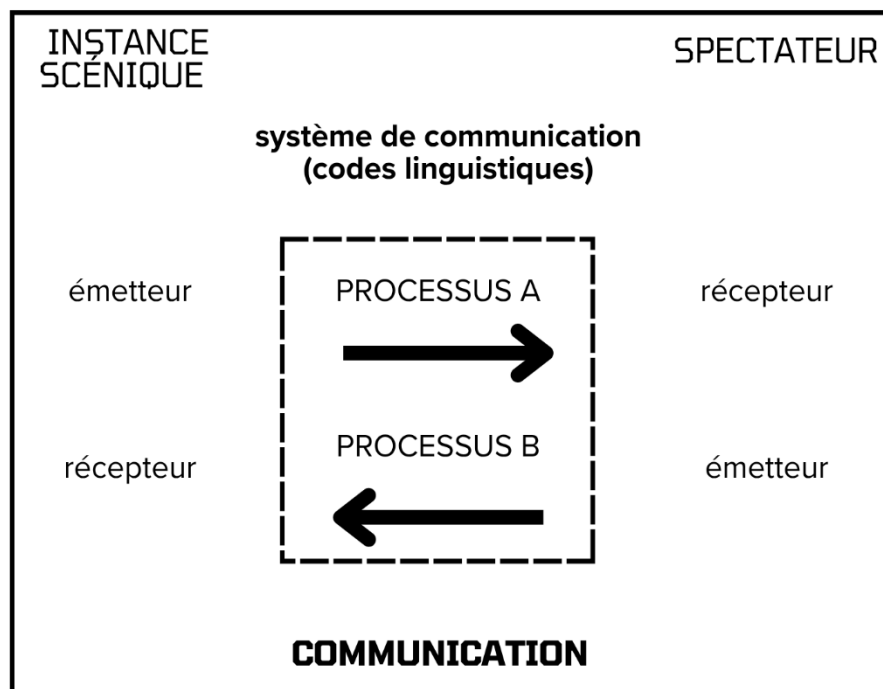 INSTANCE
SCÉNIQUE
SPECTATEUR
système de communication
(codes linguistiques)
émetteur
PROCESSUS A
récepteur
récepteur
PROCESSUS B
émetteur
COMMUNICATION